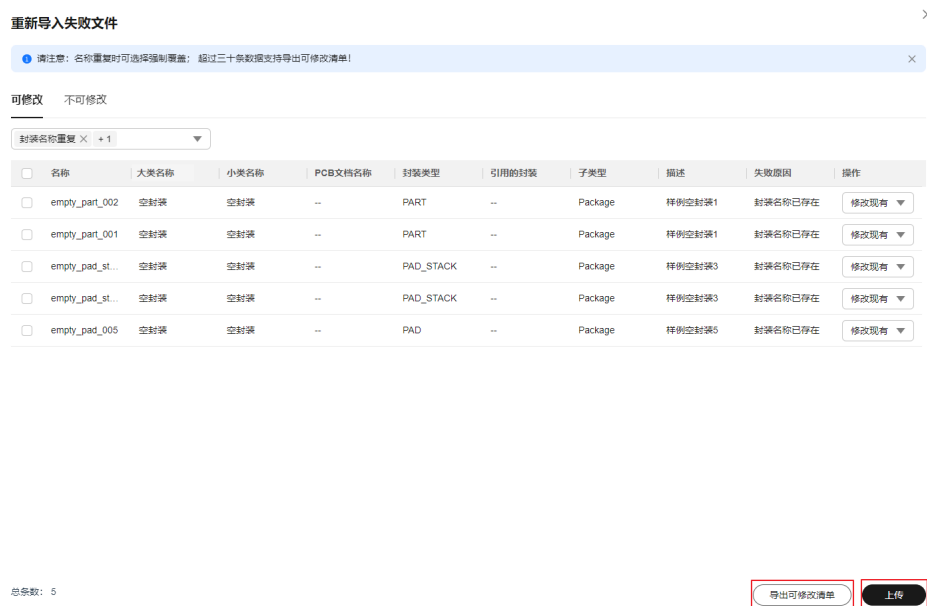 重新导入失败文件
请注意：名称重复时可选择强制覆盖； 超过三十条数据支持导出可修改清单！
可修改 不可修改
封装名称重复 + 1
名称 大类名称 小类名称 PCB文档名称 封装类型 引用的封装 子类型 描述 失败原因 操作
empty_part_002 空封装 空封装 -- PART -- Package 样例空封装1 封装名称已存在 修改现有
empty_part_001 空封装 空封装 -- PART -- Package 样例空封装1 封装名称已存在 修改现有
empty_pad_st... 空封装 空封装 -- PAD_STACK -- Package 样例空封装3 封装名称已存在 修改现有
empty_pad_st... 空封装 空封装 -- PAD_STACK -- Package 样例空封装3 封装名称已存在 修改现有
empty_pad_005 空封装 空封装 -- PAD -- Package 样例空封装5 封装名称已存在 修改现有
总条数： 5 导出可修改清单 上传